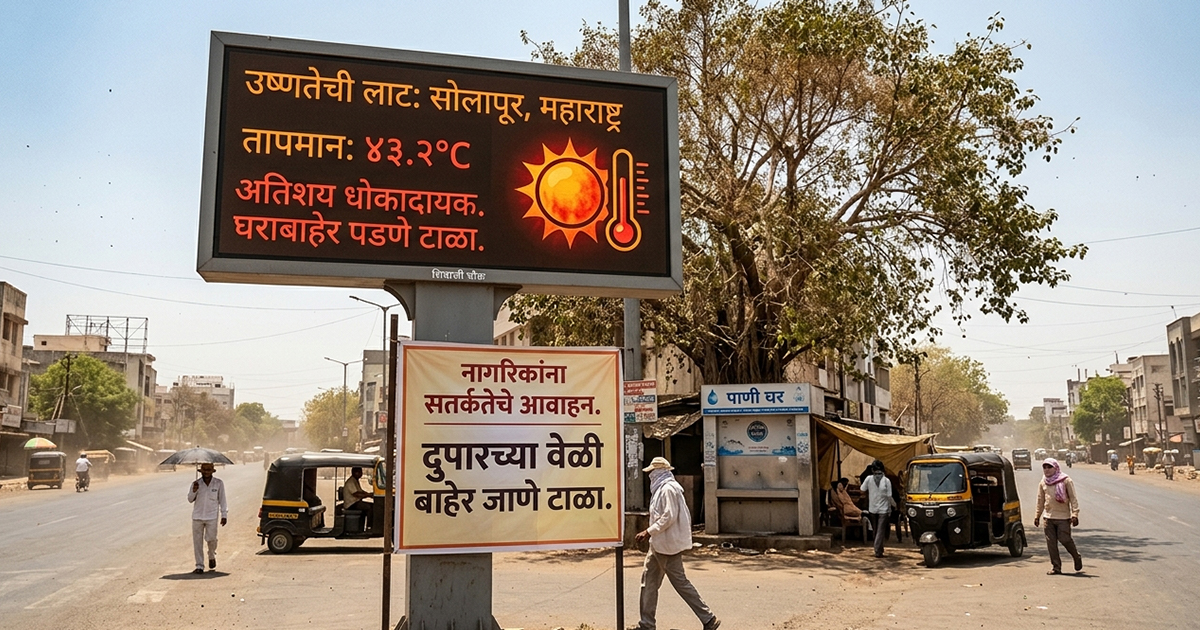 उष्णतेची लाट: सोलापूर, महाराष्ट्र
तापमान: ४३.२°C
अतिशय धोकादायक.
घराबाहेर पडणे टाळा.
नागरिकांना
सतर्कतेचे आवाहन.
दुपारच्या वेळी
बाहेर जाणे टाळा.
पाणी घर